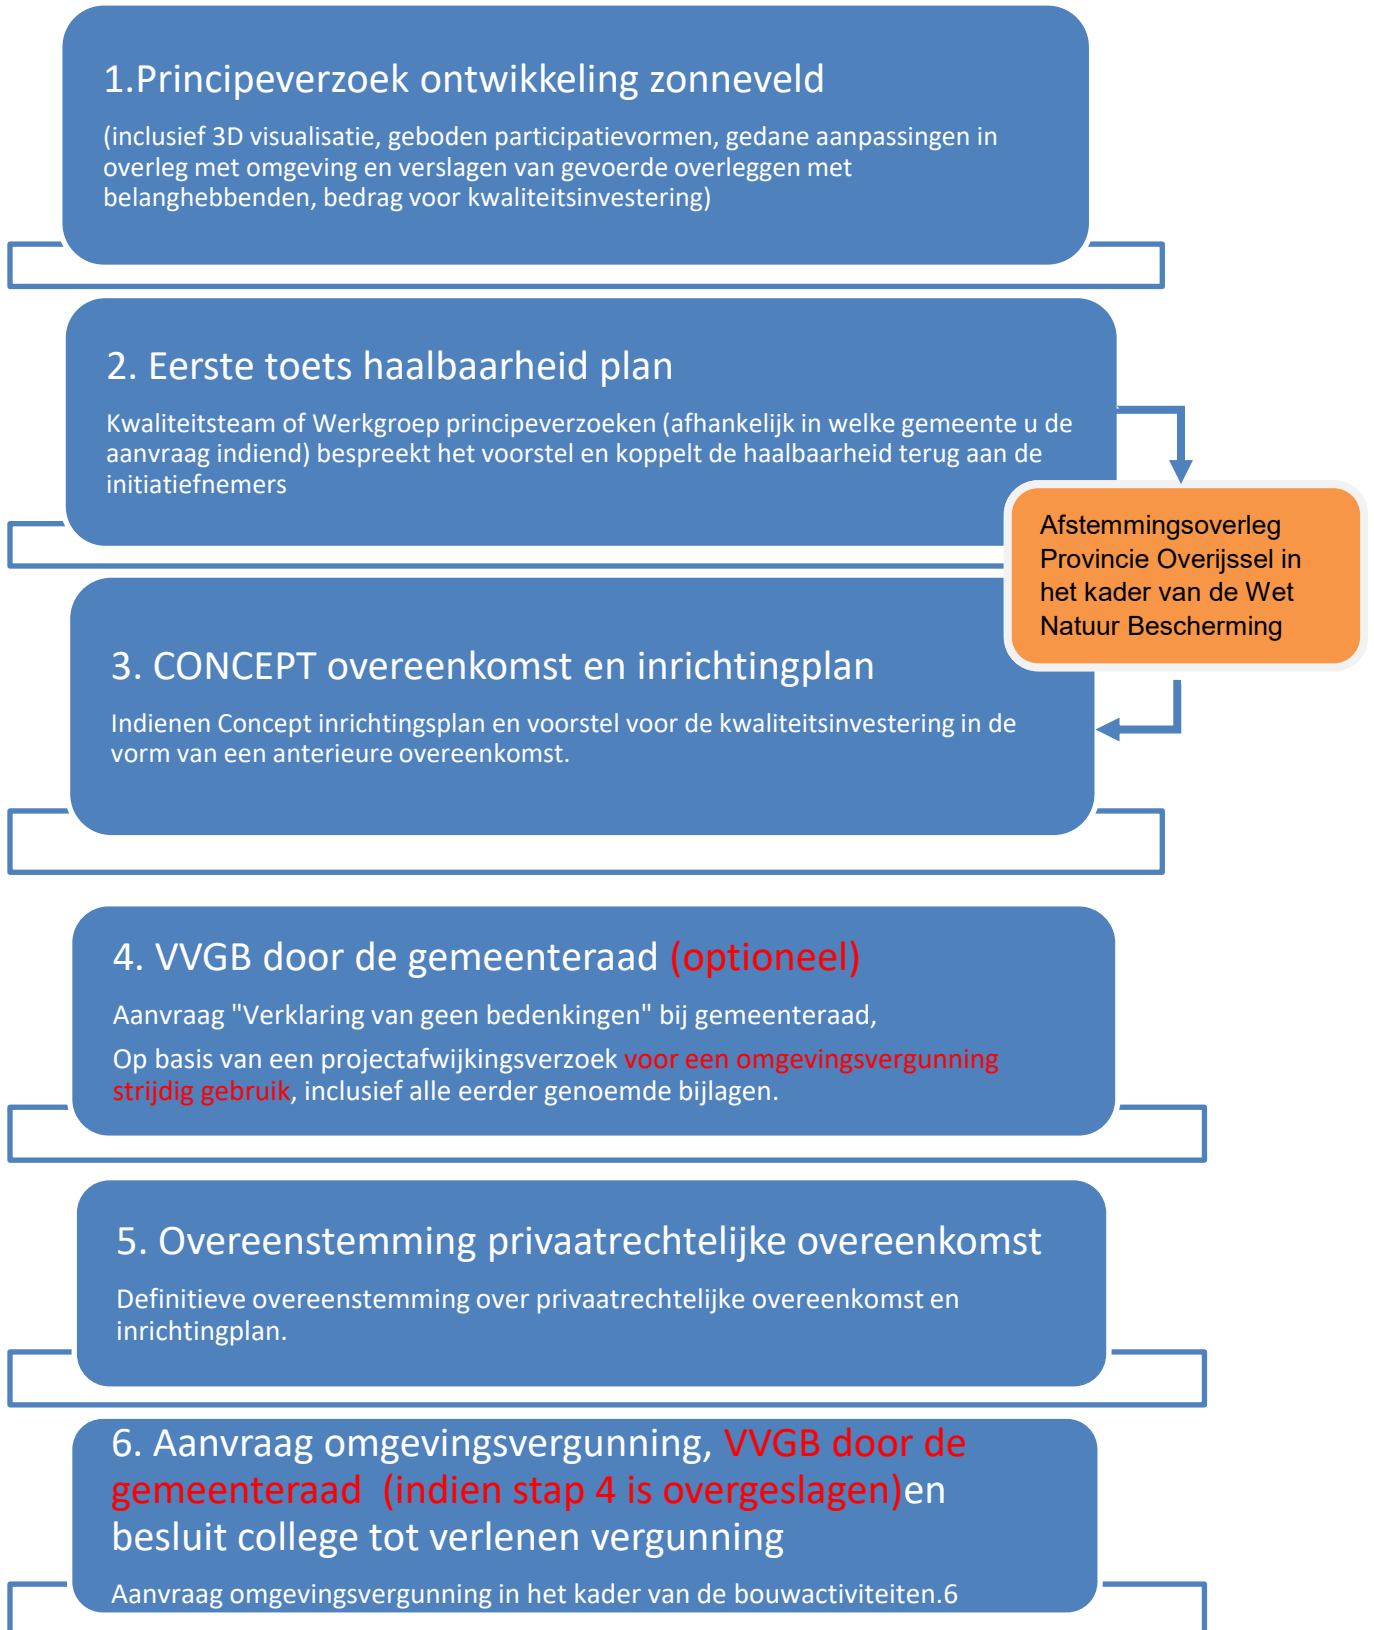 1.Principeverzoek ontwikkeling zonneveld
(inclusief 3D visualisatie, geboden participatievormen, gedane aanpassingen in
overleg met omgeving en verslagen van gevoerde overleggen met
belanghebbenden, bedrag voor kwaliteitsinvestering)
2. Eerste toets haalbaarheid plan
Kwaliteitsteam of Werkgroep principeverzoeken (afhankelijk in welke gemeente u de
aanvraag indiend) bespreekt het voorstel en koppelt de haalbaarheid terug aan de
initiatiefnemers
Afstemmingsoverleg
Provincie Overijssel in
het kader van de Wet
Natuur Bescherming
3. CONCEPT overeenkomst en inrichtingplan
Indienen Concept inrichtingsplan en voorstel voor de kwaliteitsinvestering in de
vorm van een anterieure overeenkomst.
4. VVGB door de gemeenteraad (optioneel)
Aanvraag "Verklaring van geen bedenkingen" bij gemeenteraad,
Op basis van een projectafwijkingsverzoek voor een omgevingsvergunning
strijdig gebruik, inclusief alle eerder genoemde bijlagen.
5. Overeenstemming privaatrechtelijke overeenkomst
Definitieve overeenstemming over privaatrechtelijke overeenkomst en
inrichtingplan.
6. Aanvraag omgevingsvergunning, VVGB door de
gemeenteraad  (indien stap 4 is overgeslagen)en
besluit college tot verlenen vergunning
Aanvraag omgevingsvergunning in het kader van de bouwactiviteiten.6